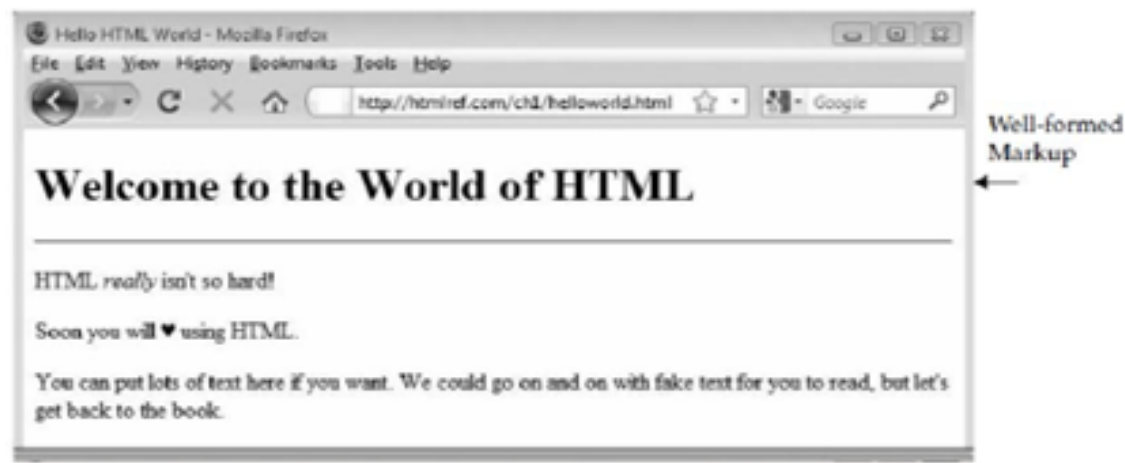 Hello HTML World - Mozilla Firefox
File Edit View History Bookmarks Tools Help
http://htmlref.com/ch1/helloworld.html Google
Well-formed
Markup
Welcome to the World of HTML
HTML really isn't so hard!
Soon you will ♥ using HTML.
You can put lots of text here if you want. We could go on and on with fake text for you to read, but let's
get back to the book.